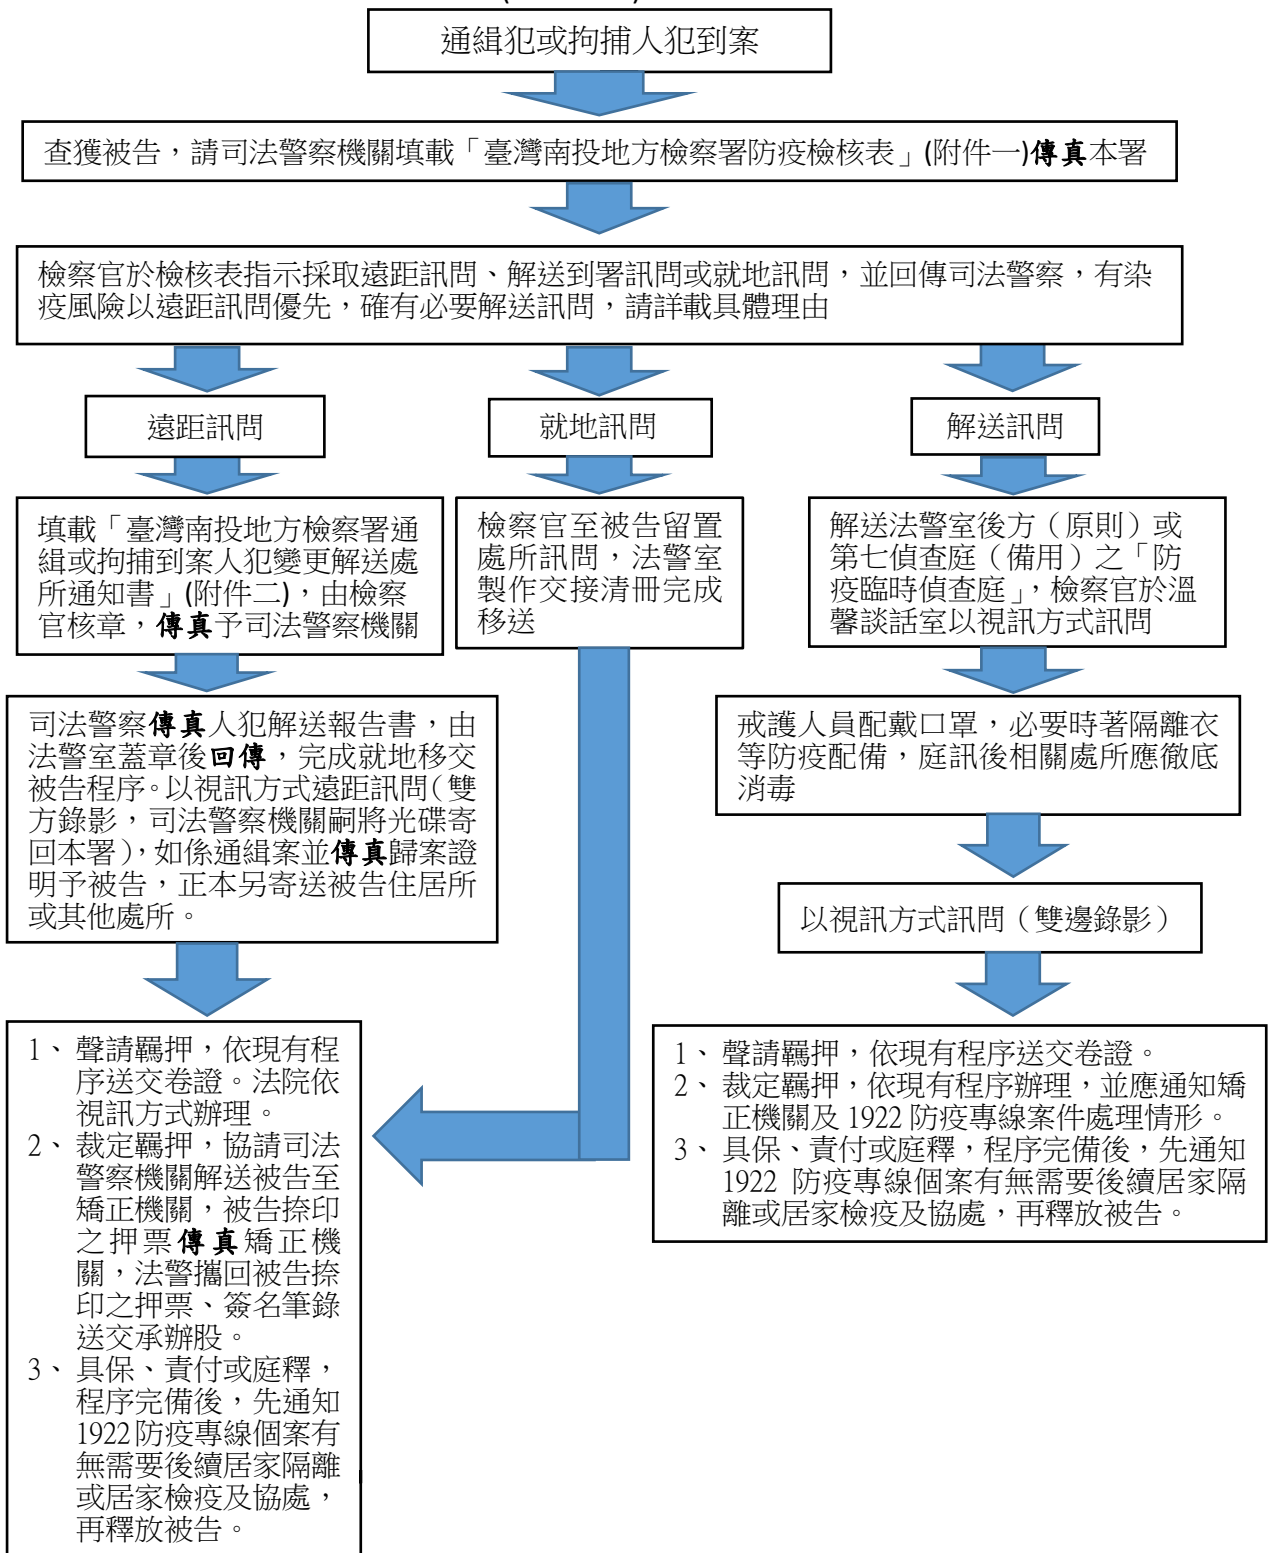 通緝犯或拘捕人犯到案
查獲被告，請司法警察機關填載「臺灣南投地方檢察署防疫檢核表」(附件一)傳真本署
檢察官於檢核表指示採取遠距訊問、解送到署訊問或就地訊問，並回傳司法警察，有染
疫風險以遠距訊問優先，確有必要解送訊問，請詳載具體理由
遠距訊問
就地訊問
解送訊問
填載「臺灣南投地方檢察署通
緝或拘捕到案人犯變更解送處
所通知書」(附件二)，由檢察
官核章，傳真予司法警察機關
檢察官至被告留置
處所訊問，法警室
製作交接清冊完成
移送
解送法警室後方（原則）或
第七偵查庭（備用）之「防
疫臨時偵查庭」，檢察官於溫
馨談話室以視訊方式訊問
司法警察傳真人犯解送報告書，由
法警室蓋章後回傳，完成就地移交
被告程序。以視訊方式遠距訊問（雙
方錄影，司法警察機關嗣將光碟寄
回本署），如係通緝案並傳真歸案證
明予被告，正本另寄送被告住居所
或其他處所。
戒護人員配戴口罩，必要時著隔離衣
等防疫配備，庭訊後相關處所應徹底
消毒
以視訊方式訊問（雙邊錄影）
1、聲請羈押，依現有程
序送交卷證。法院依
視訊方式辦理。
2、裁定羈押，協請司法
警察機關解送被告至
矯正機關，被告捺印
之押票傳真矯正機
關，法警攜回被告捺
印之押票、簽名筆錄
送交承辦股。
3、具保、責付或庭釋，
程序完備後，先通知
1922防疫專線個案有
無需要後續居家隔離
或居家檢疫及協處，
再釋放被告。
1、聲請羈押，依現有程序送交卷證。
2、裁定羈押，依現有程序辦理，並應通知矯
正機關及 1922 防疫專線案件處理情形。
3、具保、責付或庭釋，程序完備後，先通知
1922 防疫專線個案有無需要後續居家隔
離或居家檢疫及協處，再釋放被告。